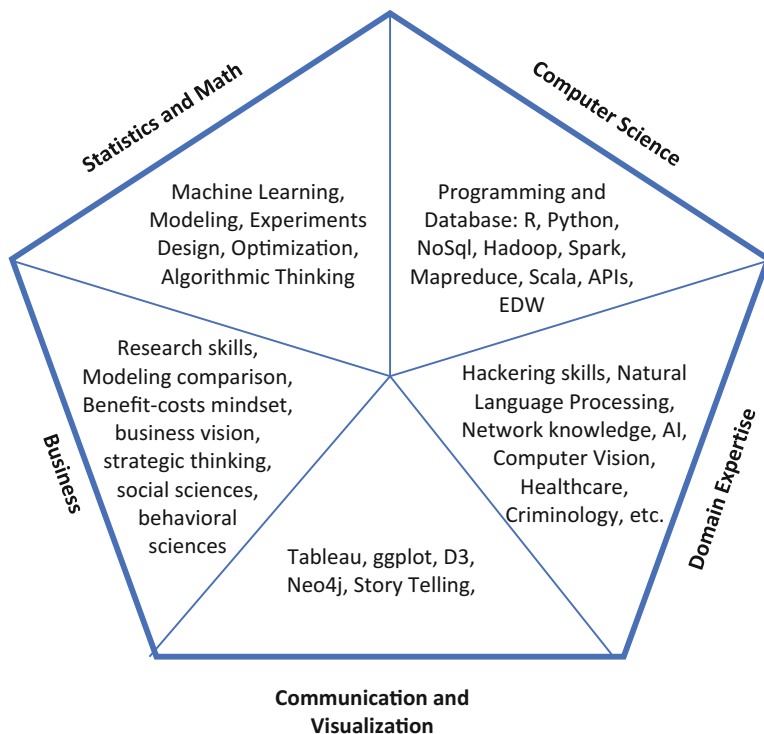 Statistics and Math
Computer Science
Machine Learning,
Modeling, Experiments
Design, Optimization,
Algorithmic Thinking
Programming and
Database: R, Python,
NoSql, Hadoop, Spark,
Mapreduce, Scala, APIs,
EDW
Business
Research skills,
Modeling comparison,
Benefit-costs mindset,
business vision,
strategic thinking,
social sciences,
behavioral
sciences
Hackering skills, Natural
Language Processing,
Network knowledge, AI,
Computer Vision,
Healthcare,
Criminology, etc.
Domain Expertise
Tableau, ggplot, D3,
Neo4j, Story Telling,
Communication and
Visualization